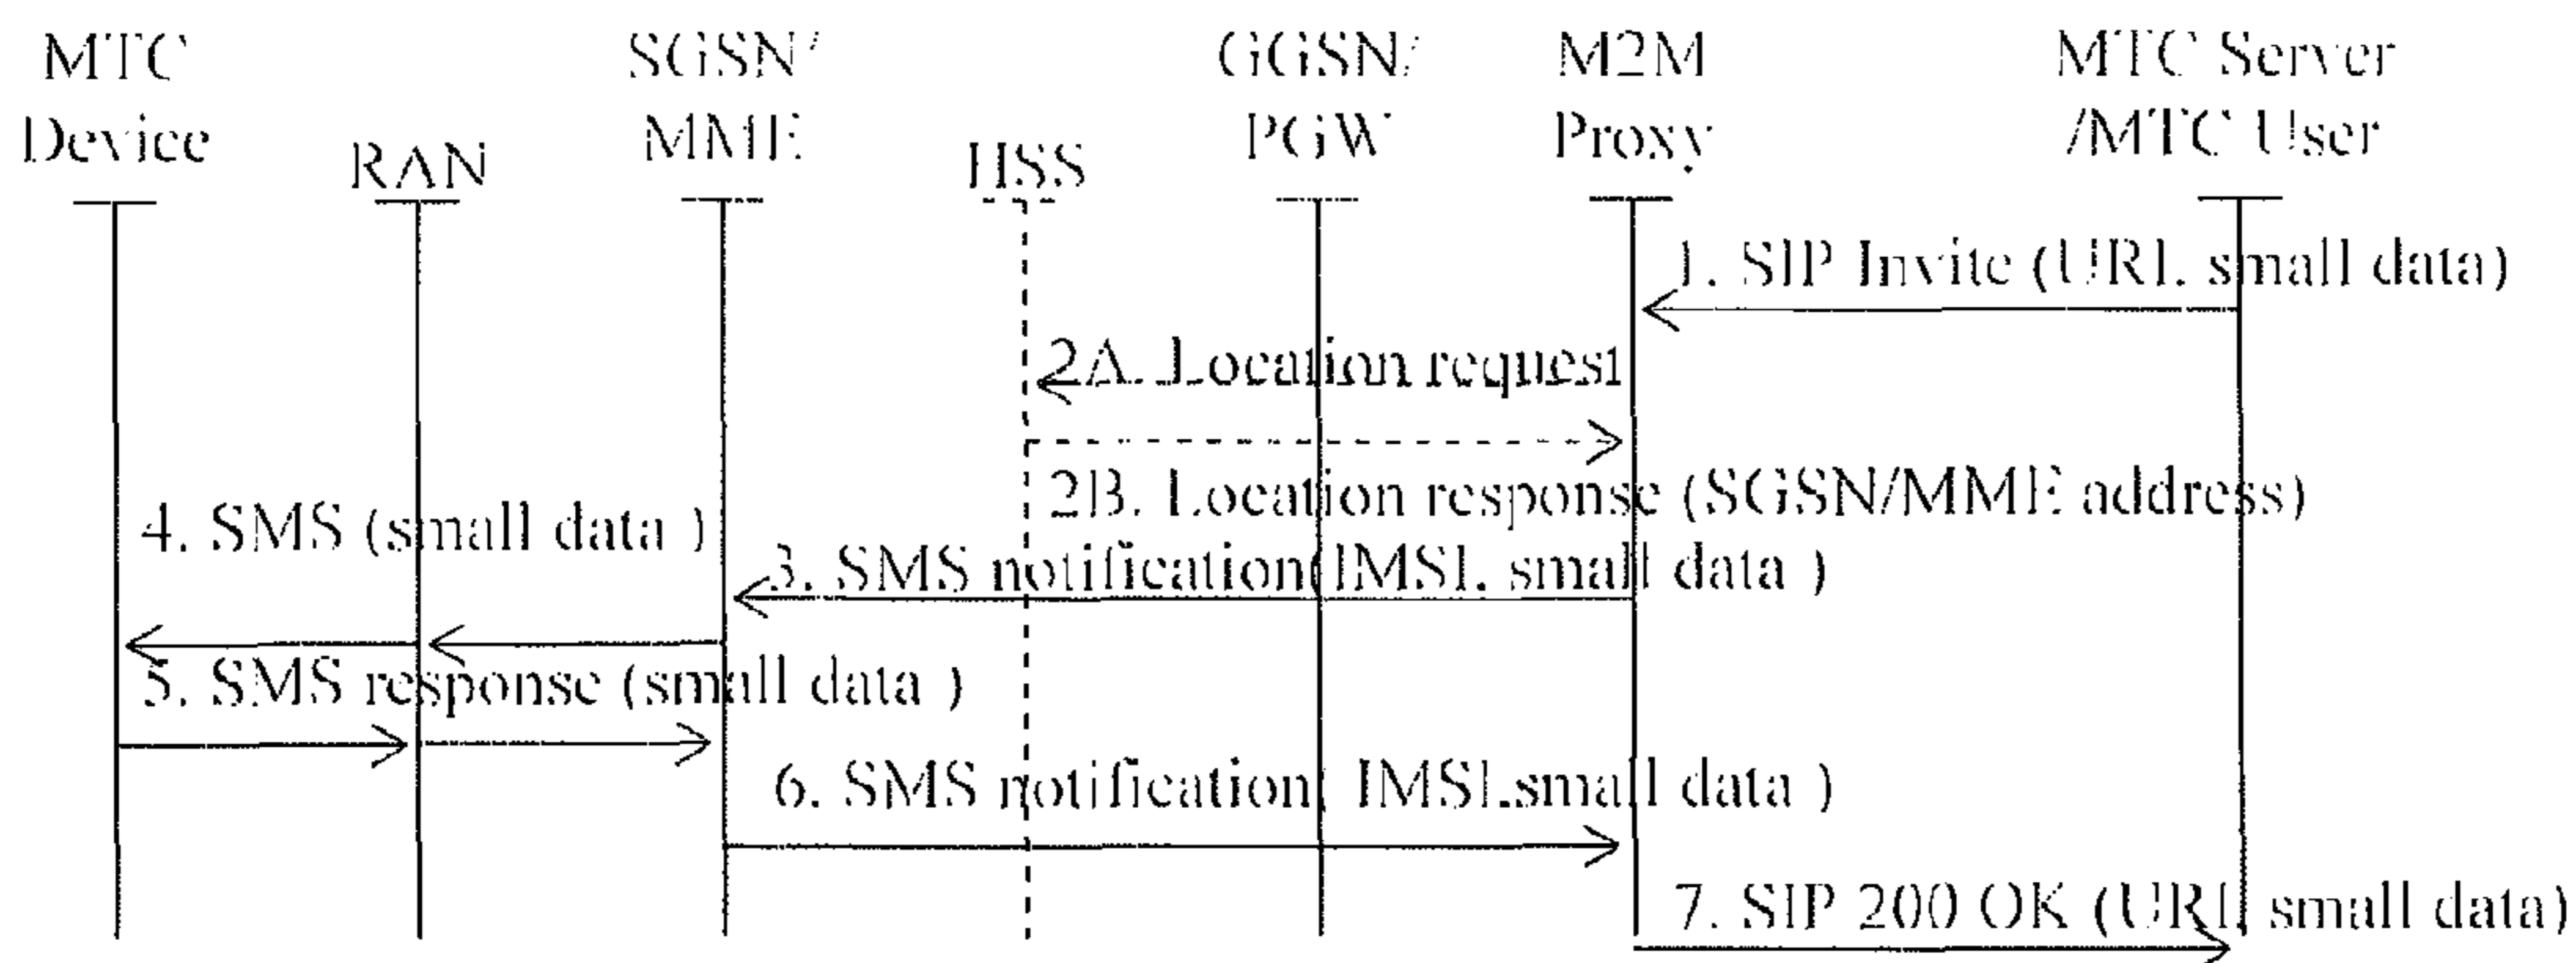 MTC
Device
RAN
SGSN/
MME
HSS
GGSN/
PGW
M2M
Proxy
MTC Server
/MTC User
1. SIP Invite (URI, small data)
2A. Location request
2B. Location response (SGSN/MME address)
4. SMS (small data )
3. SMS notification(IMSI, small data )
5. SMS response (small data )
6. SMS notification( IMSI,small data )
7. SIP 200 OK (URI, small data)